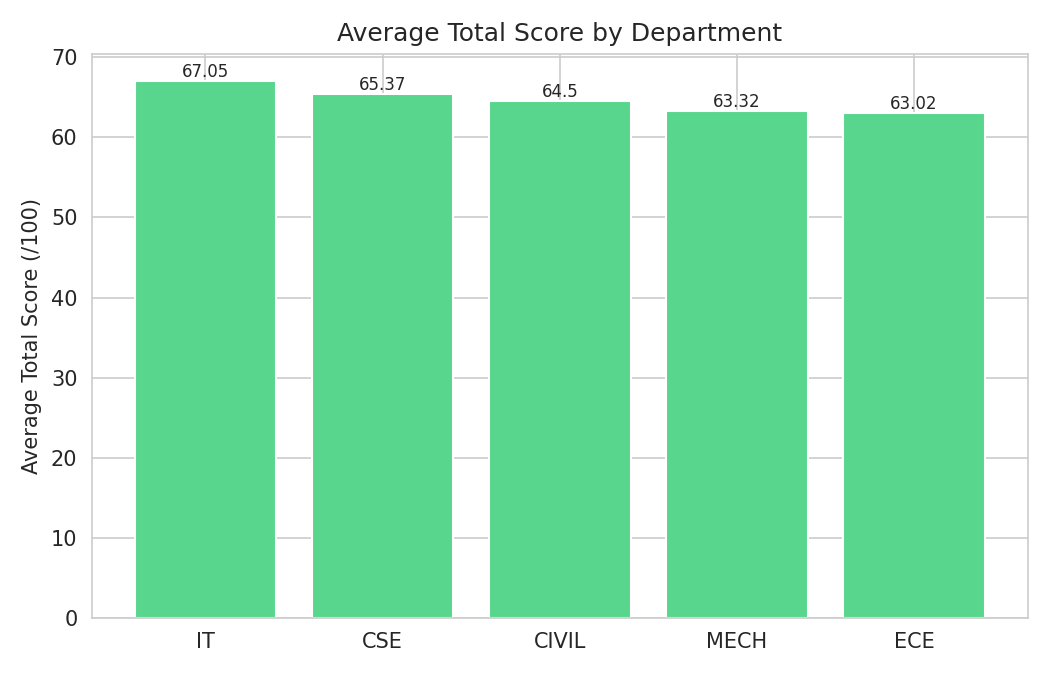 Average Total Score by Department
Average Total Score (/100)
70
60
50
40
30
20
10
0
67.05
65.37
64.5
63.32
63.02
IT
CSE
CIVIL
MECH
ECE